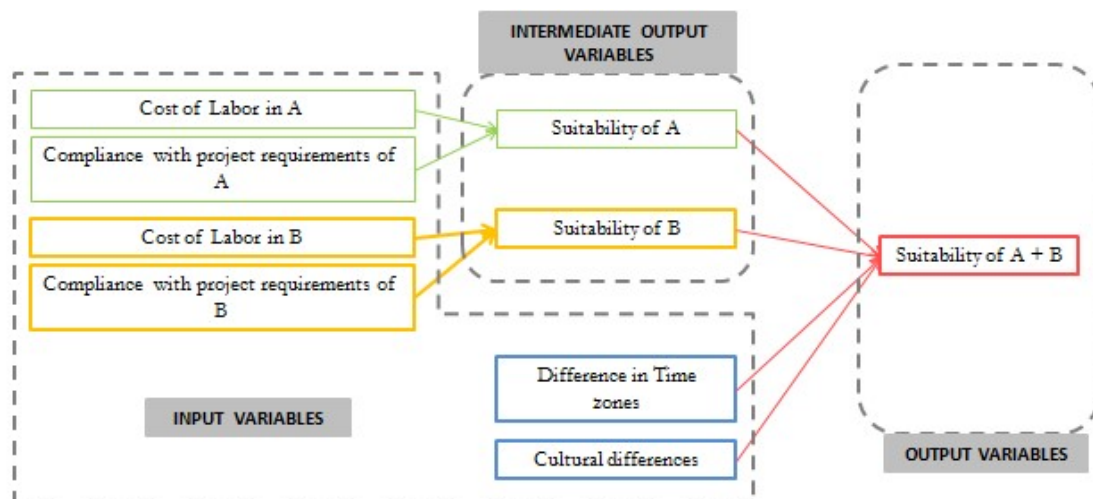 INTERMEDIATE OUTPUT
VARIABLES
Cost of Labor in A
Compliance with project requirements of
A
Suitability of A
Cost of Labor in B
Compliance with project requirements of
B
Suitability of B
Suitability of A + B
Difference in Time
zones
Cultural differences
INPUT VARIABLES
OUTPUT VARIABLES